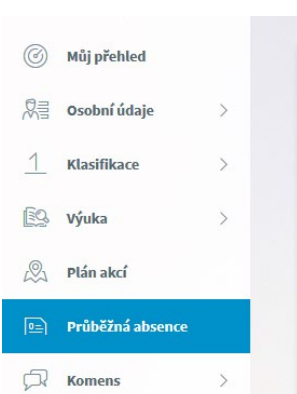 Můj přehled
Osobní údaje
1 Klasifikace
Výuka
Plán akcí
Průběžná absence
Komens